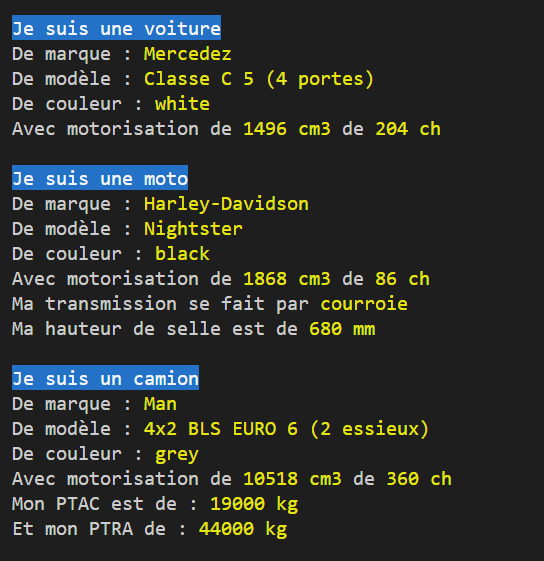 Je suis une voiture
De marque : Mercedez
De modèle : Classe C 5 (4 portes)
De couleur : white
Avec motorisation de 1496 cm3 de 204 ch
Je suis une moto
De marque : Harley-Davidson
De modèle : Nightster
De couleur : black
Avec motorisation de 1868 cm3 de 86 ch
Ma transmission se fait par courroie
Ma hauteur de selle est de 680 mm
Je suis un camion
De marque : Man
De modèle : 4x2 BLS EURO 6 (2 essieux)
De couleur : grey
Avec motorisation de 10518 cm3 de 360 ch
Mon PTAC est de : 19000 kg
Et mon PTRA de : 44000 kg